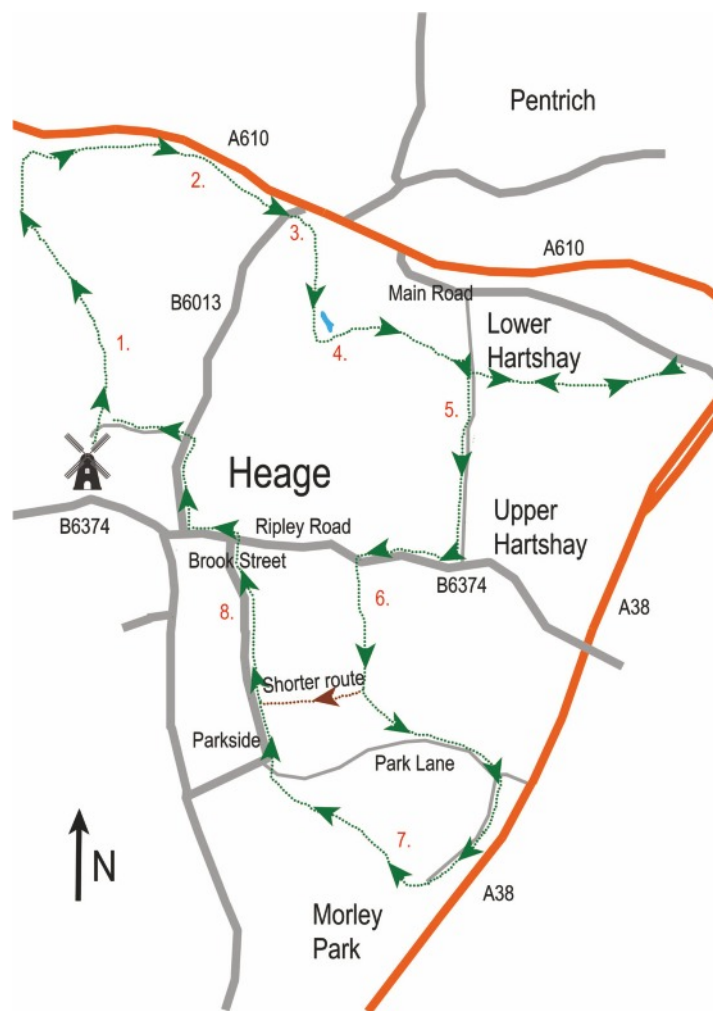 Pentrich
A610
2.
3.
A610
Main Road
B6013
Lower
Hartshay
1.
4.
5.
Heage
Upper
Hartshay
B6374
Ripley Road
Brook Street
B6374
6.
A38
8.
Shorter route
Parkside
Park Lane
7.
N
A38
Morley
Park